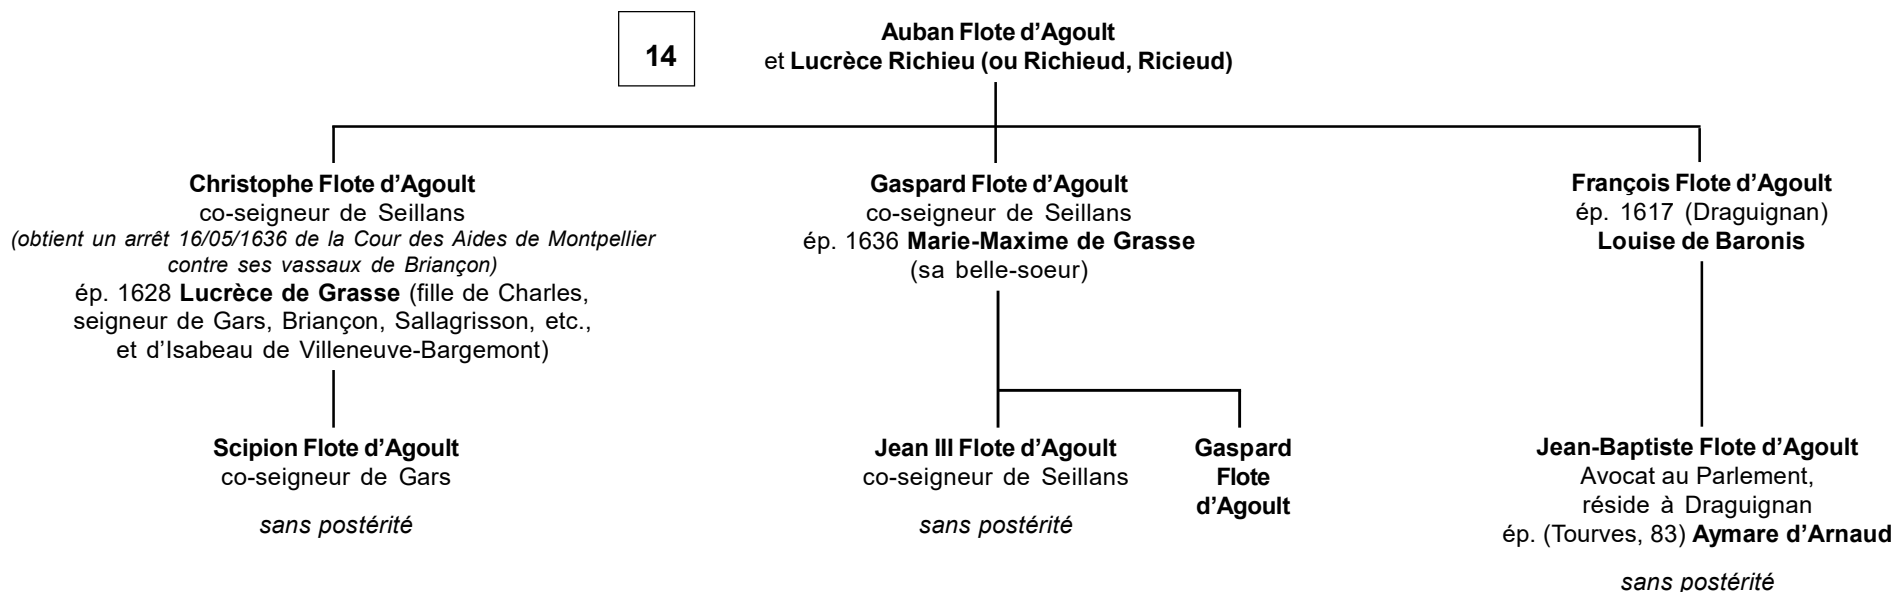 14
Auban Flote d’Agoult
et Lucrèce Richieu (ou Richieud, Ricieud)
Christophe Flote d’Agoult
co-seigneur de Seillans
(obtient un arrêt 16/05/1636 de la Cour des Aides de Montpellier
contre ses vassaux de Briançon)
ép. 1628 Lucrèce de Grasse (fille de Charles,
seigneur de Gars, Briançon, Sallagrisson, etc.,
et d’Isabeau de Villeneuve-Bargemont)
Gaspard Flote d’Agoult
co-seigneur de Seillans
ép. 1636 Marie-Maxime de Grasse
(sa belle-soeur)
François Flote d’Agoult
ép. 1617 (Draguignan)
Louise de Baronis
Scipion Flote d’Agoult
co-seigneur de Gars
sans postérité
Jean III Flote d’Agoult
co-seigneur de Seillans
sans postérité
Gaspard
Flote
d’Agoult
Jean-Baptiste Flote d’Agoult
Avocat au Parlement,
réside à Draguignan
ép. (Tourves, 83) Aymare d’Arnaud
sans postérité